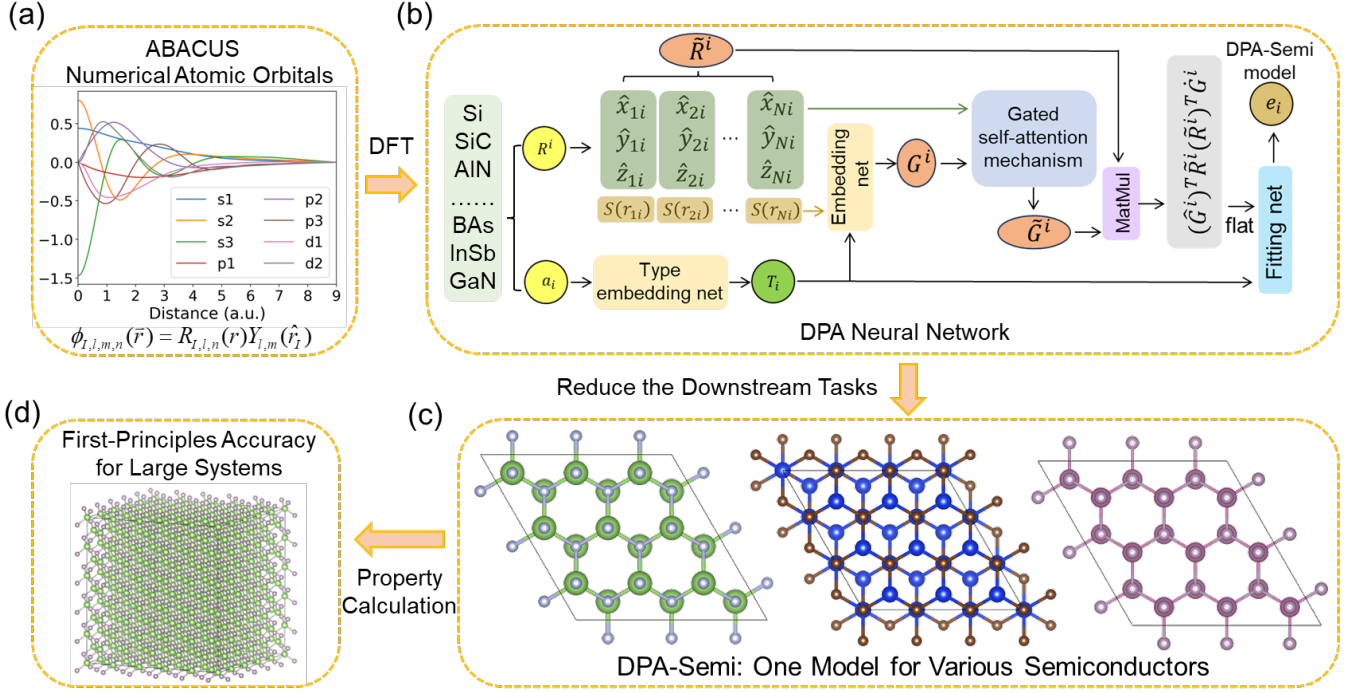 (a)
ABACUS
Numerical Atomic Orbitals
0.5
0.0
−0.5
−1.0
−1.5
s1
s2
s3
p1
p2
p3
d1
d2
0 1 2 3 4 5 6 7 8 9
Distance (a.u.)
ϕ_{I,l,m,n}(r⃗) = R_{I,l,n}(r)Y_{l,m}(r̂_I)
DFT
(b)
Si
SiC
AlN
......
BAs
InSb
GaN
R^i
a_i
R̃^i
x̂_{1i} x̂_{2i} x̂_{Ni}
ŷ_{1i} ŷ_{2i} ... ŷ_{Ni}
ẑ_{1i} ẑ_{2i} ẑ_{Ni}
S(r_{1i}) S(r_{2i}) ... S(r_{Ni})
Type
embedding net
T_i
Embedding
net
G^i
Gated
self-attention
mechanism
G̃^i
MatMul
(Ĝ^i)^T R̃^i (R̃^i)^T Ġ^i
flat
Fitting net
DPA-Semi
model
e_i
DPA Neural Network
Reduce the Downstream Tasks
(c)
DPA-Semi: One Model for Various Semiconductors
Property
Calculation
(d)
First-Principles Accuracy
for Large Systems